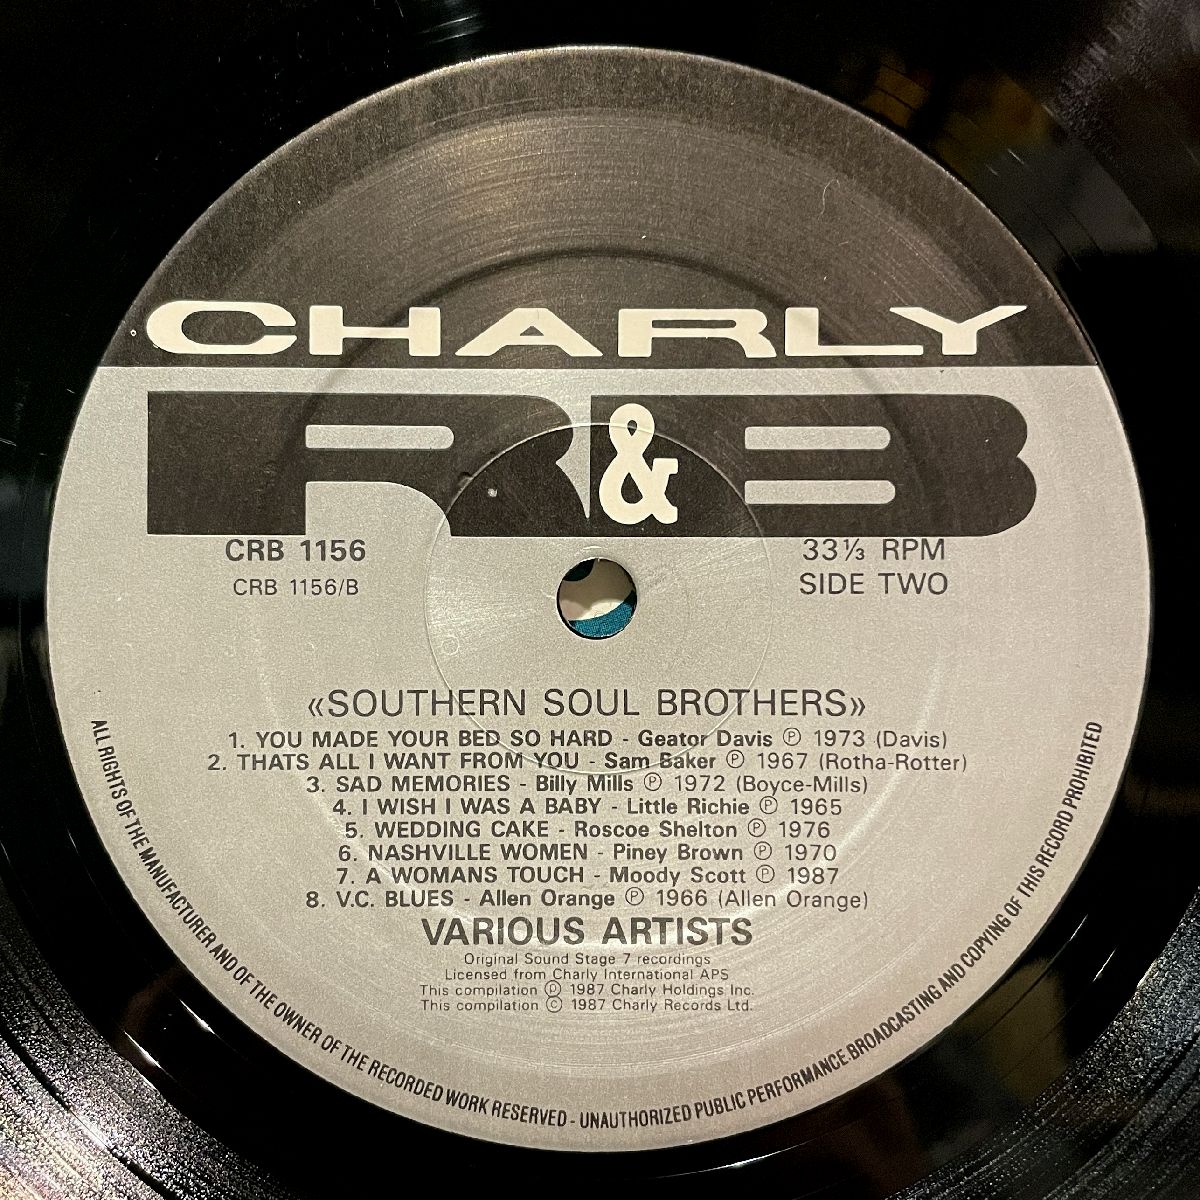 CHARLY
R&B
CRB 1156
CRB 1156/B
33⅓ RPM
SIDE TWO
«SOUTHERN SOUL BROTHERS»
1. YOU MADE YOUR BED SO HARD - Geator Davis ℗ 1973 (Davis)
2. THATS ALL I WANT FROM YOU - Sam Baker ℗ 1967 (Rotha-Rotter)
3. SAD MEMORIES - Billy Mills ℗ 1972 (Boyce-Mills)
4. I WISH I WAS A BABY - Little Richie ℗ 1965
5. WEDDING CAKE - Roscoe Shelton ℗ 1976
6. NASHVILLE WOMEN - Piney Brown ℗ 1970
7. A WOMANS TOUCH - Moody Scott ℗ 1987
8. V.C. BLUES - Allen Orange ℗ 1966 (Allen Orange)
VARIOUS ARTISTS
Original Sound Stage 7 recordings
Licensed from Charly International APS
This compilation ℗ 1987 Charly Holdings Inc.
This compilation © 1987 Charly Records Ltd.
ALL RIGHTS OF THE MANUFACTURER AND OF THE OWNER OF THE RECORDED WORK RESERVED - UNAUTHORIZED PUBLIC PERFORMANCE BROADCASTING AND COPYING OF THIS RECORD PROHIBITED